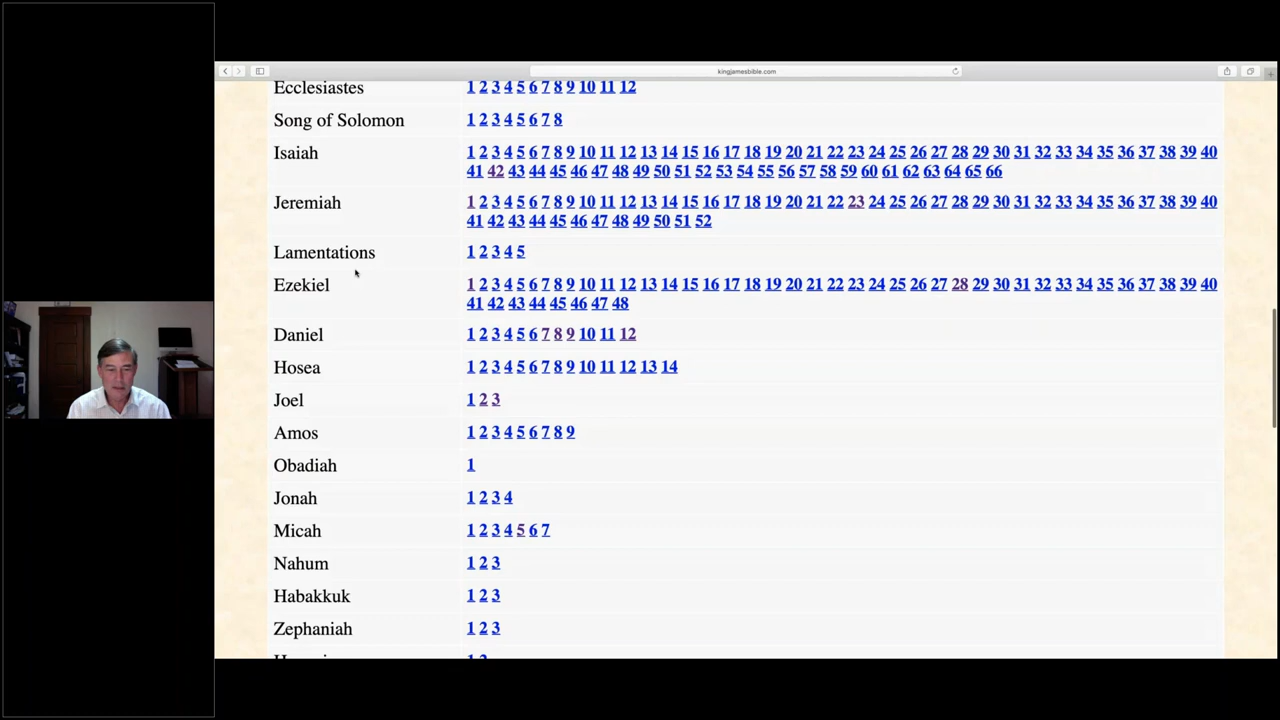 kingjamesbible.com
Ecclesiastes 1 2 3 4 5 6 7 8 9 10 11 12
Song of Solomon 1 2 3 4 5 6 7 8
Isaiah 1 2 3 4 5 6 7 8 9 10 11 12 13 14 15 16 17 18 19 20 21 22 23 24 25 26 27 28 29 30 31 32 33 34 35 36 37 38 39 40
41 42 43 44 45 46 47 48 49 50 51 52 53 54 55 56 57 58 59 60 61 62 63 64 65 66
Jeremiah 1 2 3 4 5 6 7 8 9 10 11 12 13 14 15 16 17 18 19 20 21 22 23 24 25 26 27 28 29 30 31 32 33 34 35 36 37 38 39 40
41 42 43 44 45 46 47 48 49 50 51 52
Lamentations 1 2 3 4 5
Ezekiel 1 2 3 4 5 6 7 8 9 10 11 12 13 14 15 16 17 18 19 20 21 22 23 24 25 26 27 28 29 30 31 32 33 34 35 36 37 38 39 40
41 42 43 44 45 46 47 48
Daniel 1 2 3 4 5 6 7 8 9 10 11 12
Hosea 1 2 3 4 5 6 7 8 9 10 11 12 13 14
Joel 1 2 3
Amos 1 2 3 4 5 6 7 8 9
Obadiah 1
Jonah 1 2 3 4
Micah 1 2 3 4 5 6 7
Nahum 1 2 3
Habakkuk 1 2 3
Zephaniah 1 2 3